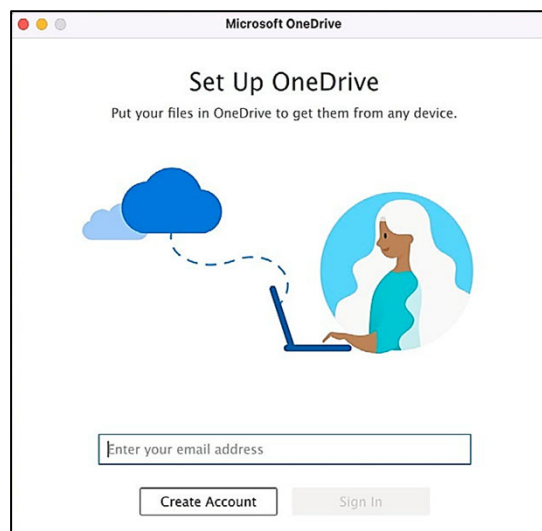 Microsoft OneDrive
Set Up OneDrive
Put your files in OneDrive to get them from any device.
Enter your email address
Create Account
Sign In